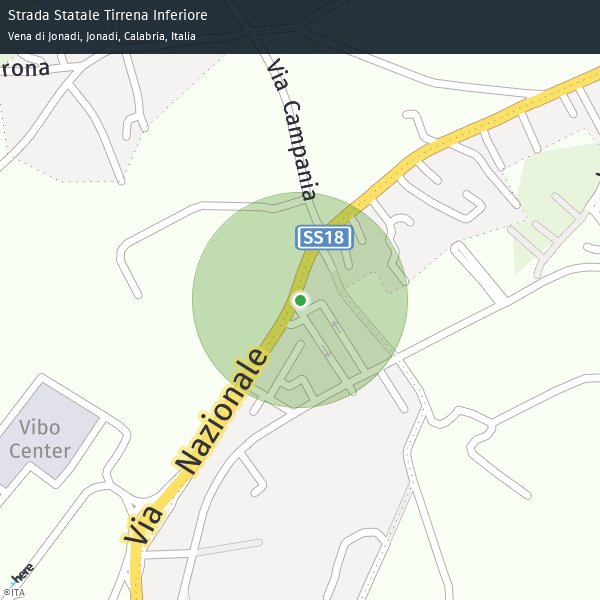 Strada Statale Tirrena Inferiore
Vena di Jonadi, Jonadi, Calabria, Italia
rona
Via Campania
SS18
Vibo
Center
Via Nazionale
here
©ITA